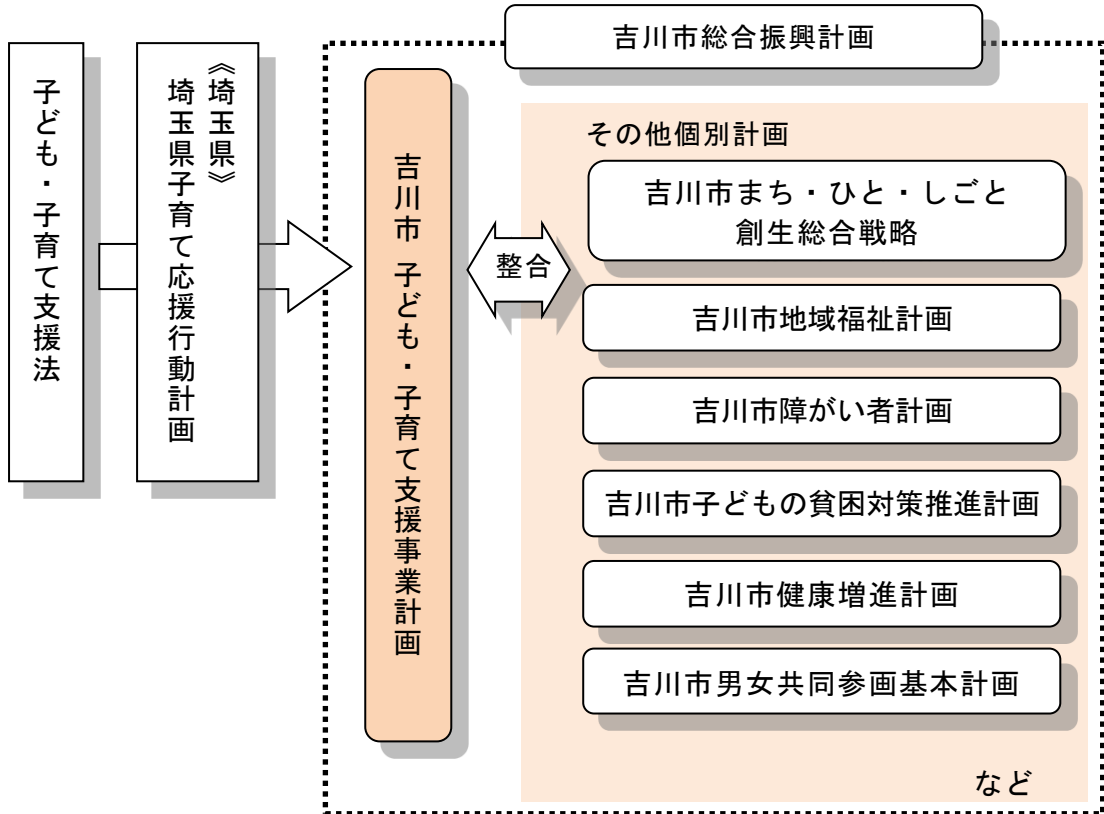 子ども・子育て支援法
《埼玉県》
埼玉県子育て応援行動計画
吉川市総合振興計画
吉川市 子ども・子育て支援事業計画
整合
その他個別計画
吉川市まち・ひと・しごと
創生総合戦略
吉川市地域福祉計画
吉川市障がい者計画
吉川市子どもの貧困対策推進計画
吉川市健康増進計画
吉川市男女共同参画基本計画
など